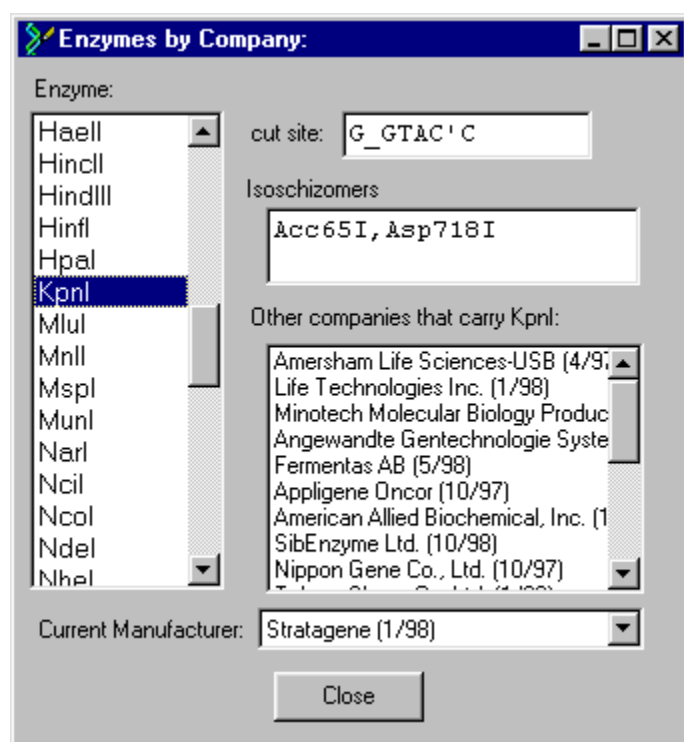 Enzymes by Company:
Enzyme:
HaeII
HincII
HindIII
HinfI
HpaI
KpnI
MluI
MnlI
MspI
MunI
NarI
NciI
NcoI
NdeI
NheI
cut site: G_GTAC'C
Isoschizomers
Acc65I,Asp718I
Other companies that carry KpnI:
Amersham Life Sciences-USB (4/97
Life Technologies Inc. (1/98)
Minotech Molecular Biology Produc
Angewandte Gentechnologie Syste
Fermentas AB (5/98)
Appligene Oncor (10/97)
American Allied Biochemical, Inc. (1
SibEnzyme Ltd. (10/98)
Nippon Gene Co., Ltd. (10/97)
Current Manufacturer: Stratagene (1/98)
Close